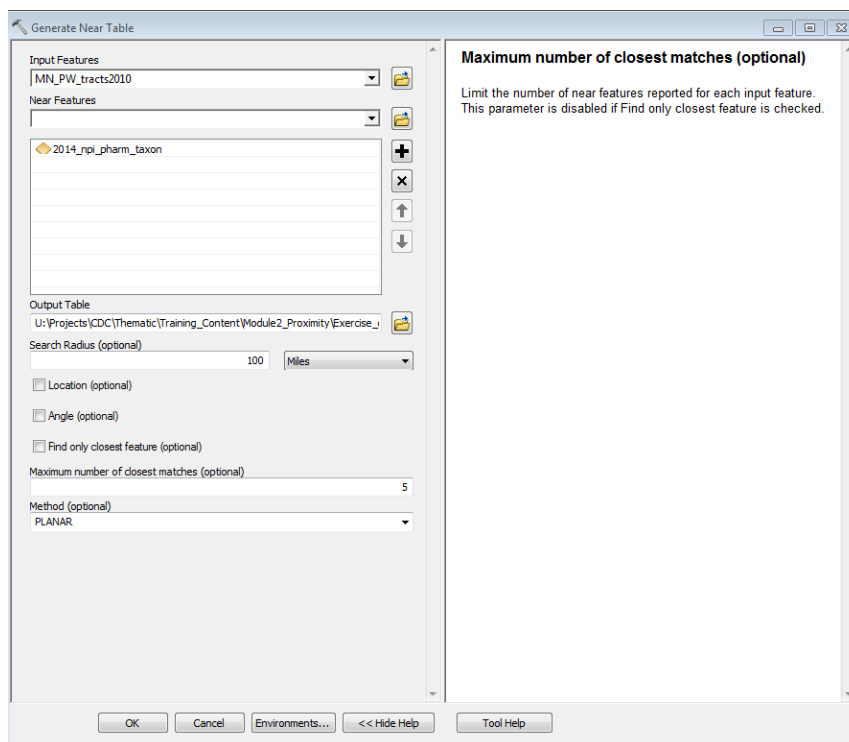 Generate Near Table
Input Features
MN_PW_tracts2010
Near Features
2014_npi_pharm_taxon
Output Table
U:\Projects\CDC\Thematic\Training_Content\Module2_Proximity\Exercise_
Search Radius (optional)
100 Miles
Location (optional)
Angle (optional)
Find only closest feature (optional)
Maximum number of closest matches (optional)
5
Method (optional)
PLANAR
Maximum number of closest matches (optional)
Limit the number of near features reported for each input feature.
This parameter is disabled if Find only closest feature is checked.
OK Cancel Environments... << Hide Help Tool Help